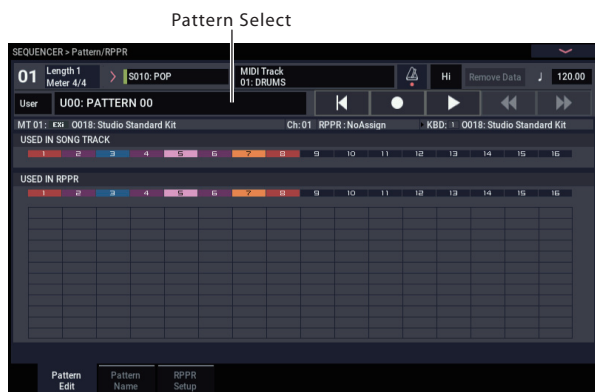 Pattern Select
SEQUENCER > Pattern/RPPR
01 Length 1 Meter 4/4 S010: POP MIDI Track 01: DRUMS Hi Remove Data ♩ 120.00
User U00: PATTERN 00
MT 01: EXi 0018: Studio Standard Kit Ch:01 RPPR :NoAssign KBD: 1 0018: Studio Standard Kit
USED IN SONG TRACK
1 2 3 4 5 6 7 8 9 10 11 12 13 14 15 16
USED IN RPPR
1 2 3 4 5 6 7 8 9 10 11 12 13 14 15 16
Pattern Edit Pattern Name RPPR Setup